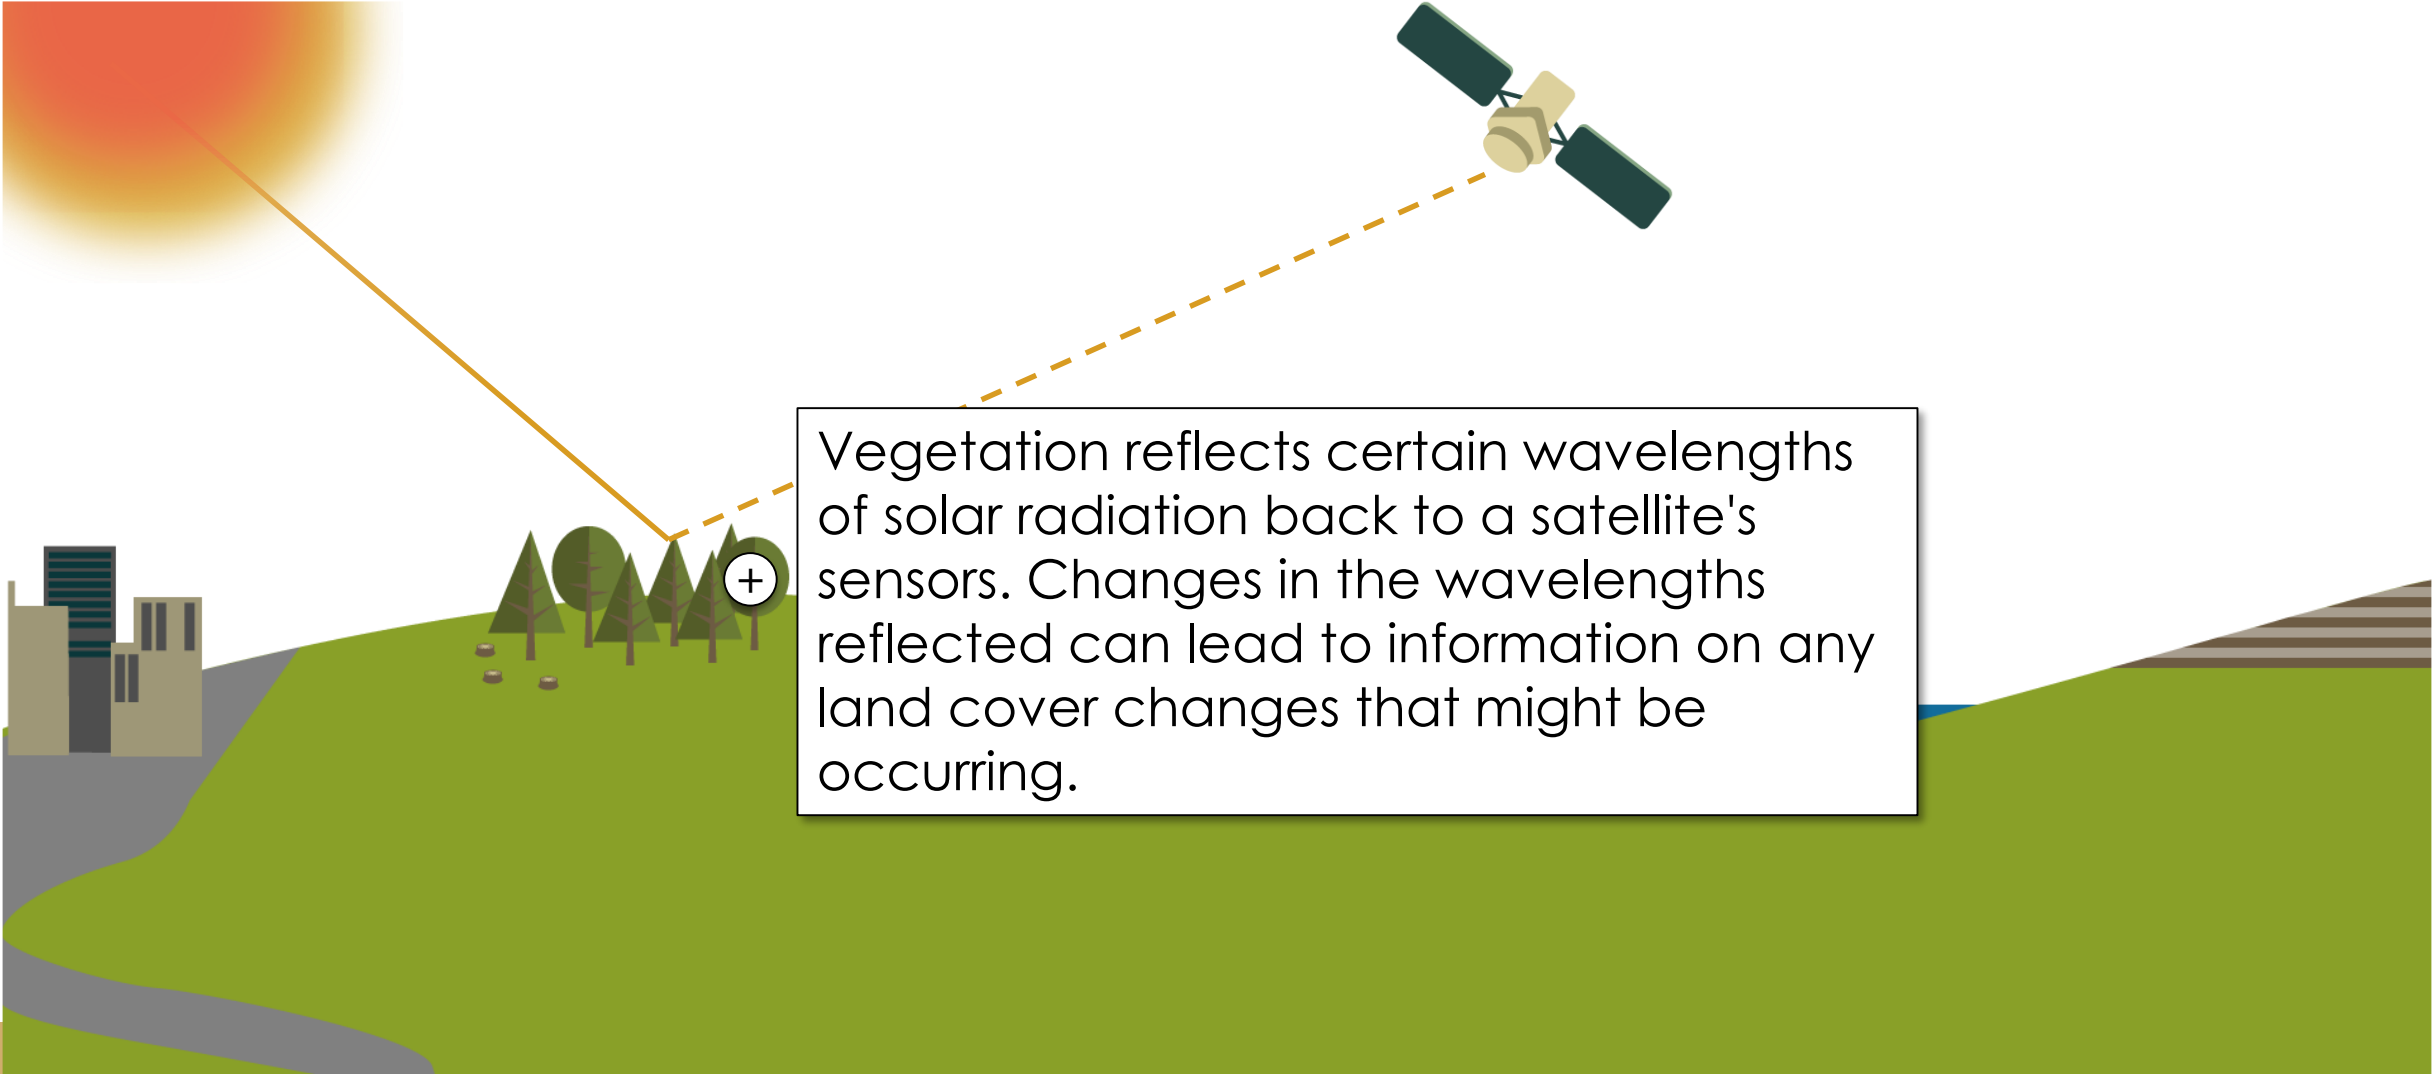 Vegetation reflects certain wavelengths
of solar radiation back to a satellite's
sensors. Changes in the wavelengths
reflected can lead to information on any
land cover changes that might be
occurring.
+